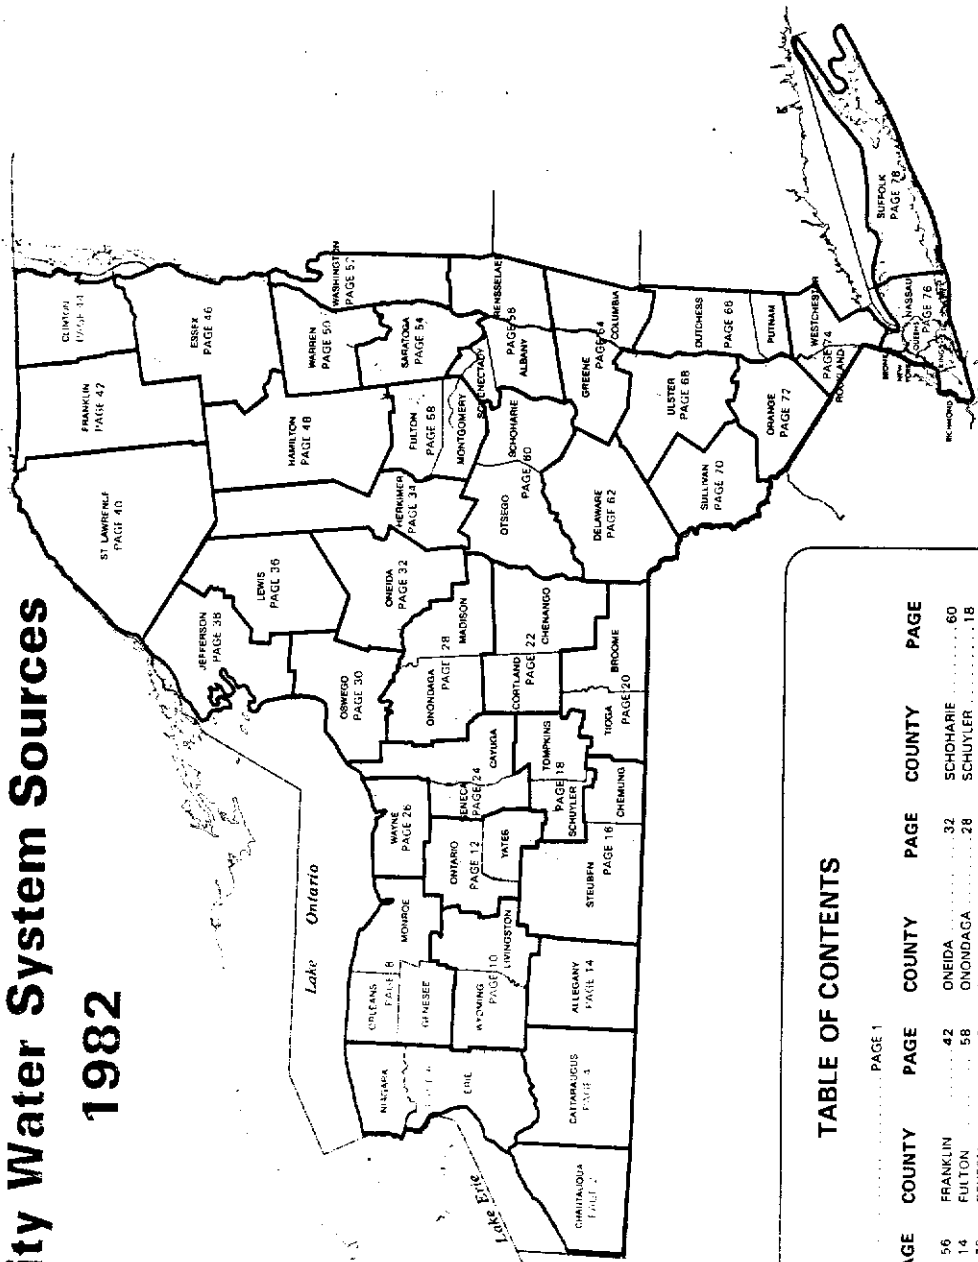 ity Water System Sources
1982
Lake Ontario
Lake Erie
CLINTON
FRANKLIN
PAGE 42
ESSEX
PAGE 46
ST LAWRENCE
PAGE 40
HAMILTON
PAGE 48
WARREN
PAGE 50
WASHINGTON
PAGE 52
SARATOGA
PAGE 54
FULTON
PAGE 58
MONTGOMERY
SCHENECTADY
HERKIMER
PAGE 34
LEWIS
PAGE 36
JEFFERSON
PAGE 38
ONEIDA
PAGE 32
OSWEGO
PAGE 30
ONONDAGA
PAGE 28
MADISON
OTSEGO
PAGE 60
SCHOHARIE
ALBANY
RENSSELAER
PAGE 56
GREENE
PAGE 64
COLUMBIA
DELAWARE
PAGE 62
ULSTER
PAGE 68
DUTCHESS
PAGE 66
PUTNAM
SULLIVAN
PAGE 70
ORANGE
PAGE 72
WESTCHESTER
PAGE 74
ROCKLAND
SUFFOLK
PAGE 78
NASSAU
PAGE 76
BRONX
NEW YORK
QUEENS
KINGS
RICHMOND
CORTLAND
PAGE 22
CHENANGO
BROOME
TIOGA
PAGE 20
CAYUGA
SENECA
PAGE 24
TOMPKINS
PAGE 18
SCHUYLER
CHEMUNG
WAYNE
PAGE 26
ONTARIO
PAGE 12
YATES
STEUBEN
PAGE 16
MONROE
ORLEANS
PAGE 8
GENESEE
WYOMING
PAGE 10
LIVINGSTON
ALLEGANY
PAGE 14
NIAGARA
ERIE
CATTARAUGUS
PAGE 4
CHAUTAUQUA
PAGE 2
TABLE OF CONTENTS
PAGE 1
AGE COUNTY PAGE COUNTY PAGE COUNTY PAGE
56 FRANKLIN 42 ONEIDA 32 SCHOHARIE 60
14 FULTON 58 ONONDAGA 28 SCHUYLER 18